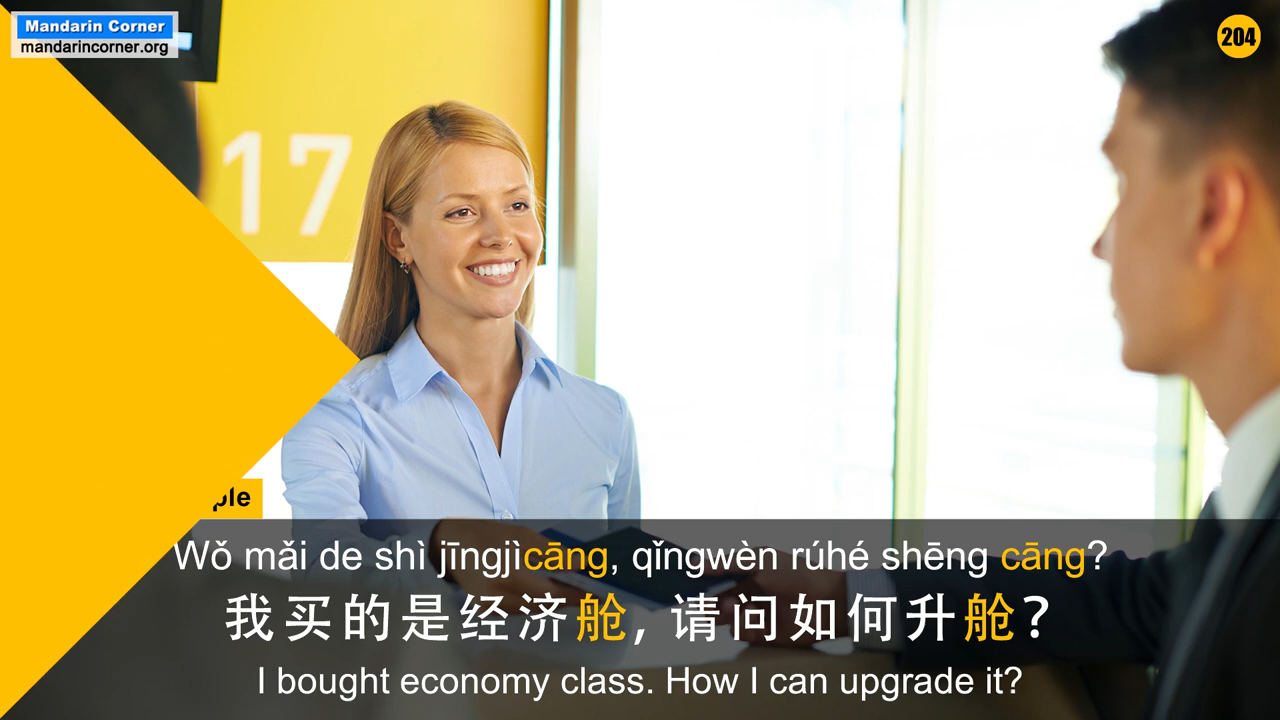 Mandarin Corner
mandarincorner.org
204
17
Wǒ mǎi de shì jīngjìcāng, qǐngwèn rúhé shēng cāng?
我买的是经济舱, 请问如何升舱?
I bought economy class. How I can upgrade it?